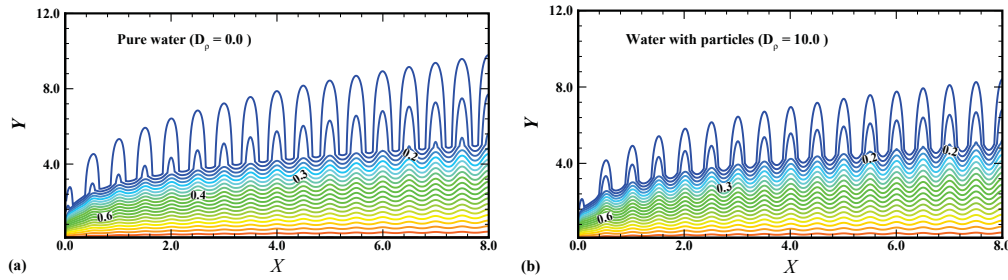 12.0
Pure water (D_ρ = 0.0 )
8.0
Y
4.0
0.2
0.3
0.4
0.6
0.0 2.0 4.0 6.0 8.0
(a) X
12.0
Water with particles (D_ρ = 10.0 )
8.0
Y
4.0
0.2 0.2
0.3
0.6
0.0 2.0 4.0 6.0 8.0
(b) X